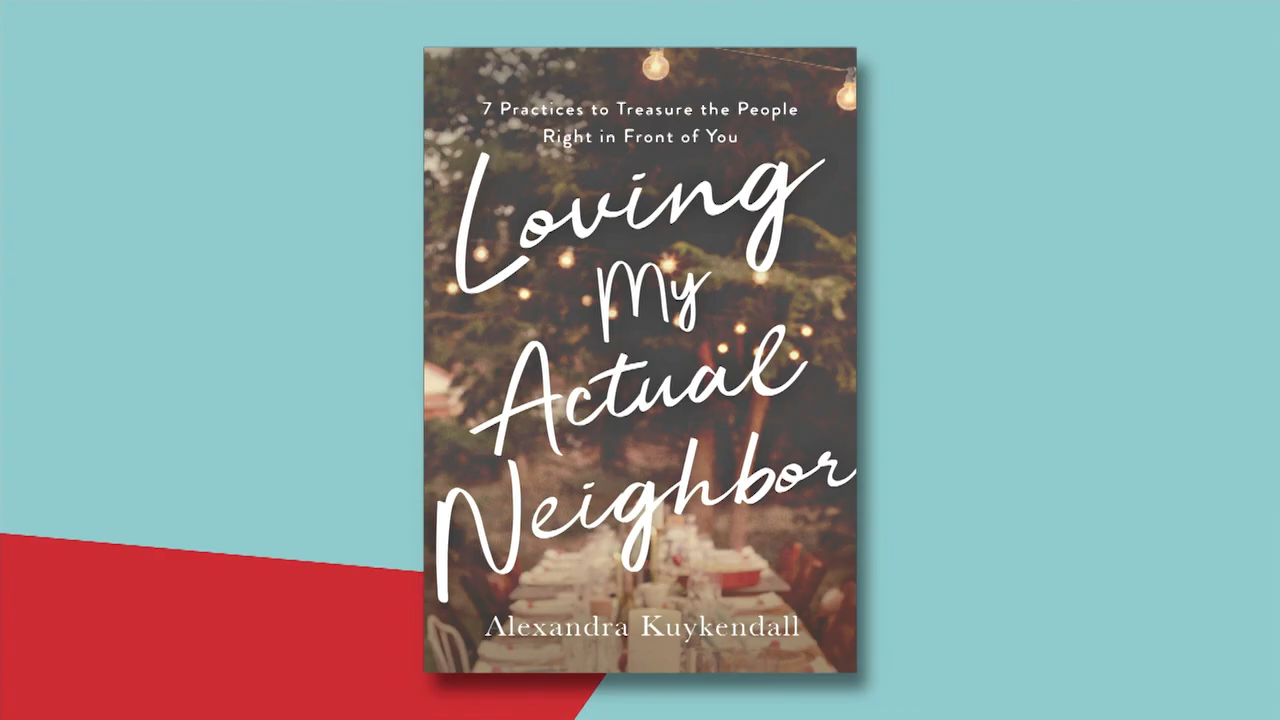 7 Practices to Treasure the People
Right in Front of You
Loving
My
Actual
Neighbor
Alexandra Kuykendall